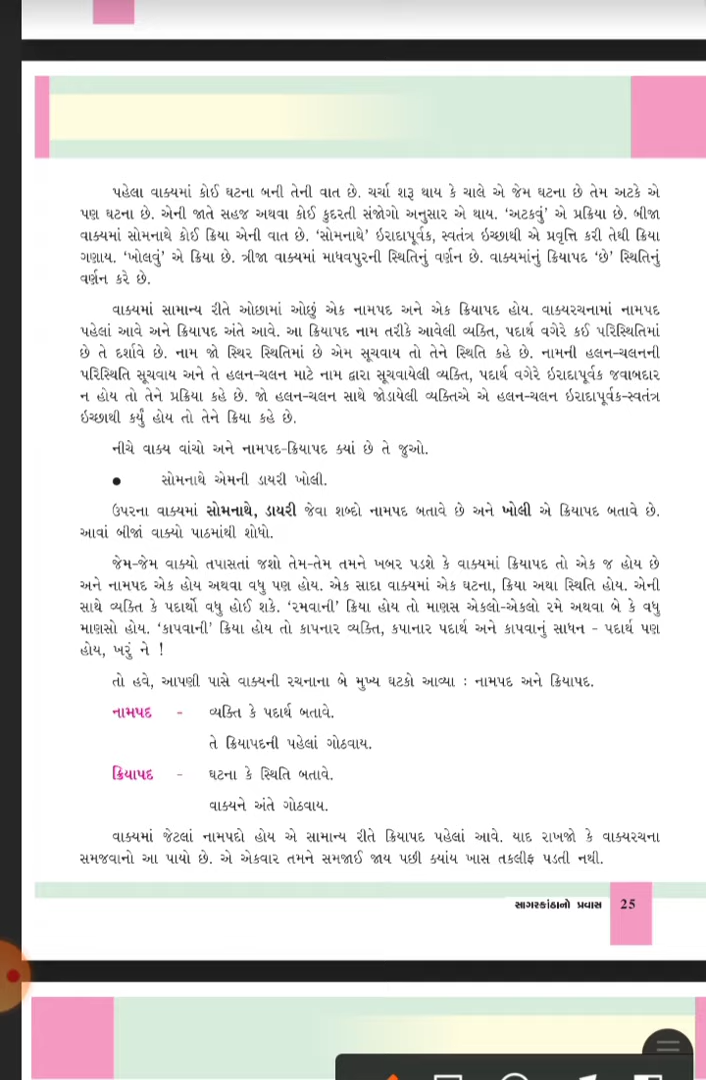 પહેલા વાક્યમાં કોઈ ઘટના બની તેની વાત છે. ચર્ચા શરૂ થાય કે ચાલે એ જેમ ઘટના છે તેમ અટકે એ
પણ ઘટના છે. એની જાતે સહજ અથવા કોઈ કુદરતી સંજોગો અનુસાર એ થાય. ‘અટકવું’ એ પ્રક્રિયા છે. બીજા
વાક્યમાં સોમનાથે કોઈ ક્રિયા એની વાત છે. ‘સોમનાથે’ ઇરાદાપૂર્વક, સ્વતંત્ર ઇચ્છાથી એ પ્રવૃત્તિ કરી તેથી ક્રિયા
ગણાય. ‘ખોલવું’ એ ક્રિયા છે. ત્રીજા વાક્યમાં માધવપુરની સ્થિતિનું વર્ણન છે. વાક્યમાંનું ક્રિયાપદ ‘છે’ સ્થિતિનું
વર્ણન કરે છે.
વાક્યમાં સામાન્ય રીતે ઓછામાં ઓછું એક નામપદ અને એક ક્રિયાપદ હોય. વાક્યરચનામાં નામપદ
પહેલાં આવે અને ક્રિયાપદ અંતે આવે. આ ક્રિયાપદ નામ તરીકે આવેલી વ્યક્તિ, પદાર્થ વગેરે કઈ પરિસ્થિતિમાં
છે તે દર્શાવે છે. નામ જો સ્થિર સ્થિતિમાં છે એમ સૂચવાય તો તેને સ્થિતિ કહે છે. નામની હલન-ચલનની
પરિસ્થિતિ સૂચવાય અને તે હલન-ચલન માટે નામ દ્વારા સૂચવાયેલી વ્યક્તિ, પદાર્થ વગેરે ઇરાદાપૂર્વક જવાબદાર
ન હોય તો તેને પ્રક્રિયા કહે છે. જો હલન-ચલન સાથે જોડાયેલી વ્યક્તિએ એ હલન-ચલન ઇરાદાપૂર્વક-સ્વતંત્ર
ઇચ્છાથી કર્યું હોય તો તેને ક્રિયા કહે છે.
નીચે વાક્ય વાંચો અને નામપદ-ક્રિયાપદ ક્યાં છે તે જુઓ.
● સોમનાથે એમની ડાયરી ખોલી.
ઉપરના વાક્યમાં સોમનાથે, ડાયરી જેવા શબ્દો નામપદ બતાવે છે અને ખોલી એ ક્રિયાપદ બતાવે છે.
આવાં બીજાં વાક્યો પાઠમાંથી શોધો.
જેમ-જેમ વાક્યો તપાસતાં જશો તેમ-તેમ તમને ખબર પડશે કે વાક્યમાં ક્રિયાપદ તો એક જ હોય છે
અને નામપદ એક હોય અથવા વધુ પણ હોય. એક સાદા વાક્યમાં એક ઘટના, ક્રિયા અથા સ્થિતિ હોય. એની
સાથે વ્યક્તિ કે પદાર્થો વધુ હોઈ શકે. ‘રમવાની’ ક્રિયા હોય તો માણસ એકલો-એકલો રમે અથવા બે કે વધુ
માણસો હોય. ‘કાપવાની’ ક્રિયા હોય તો કાપનાર વ્યક્તિ, કપાનાર પદાર્થ અને કાપવાનું સાધન - પદાર્થ પણ
હોય, ખરું ને !
તો હવે, આપણી પાસે વાક્યની રચનાના બે મુખ્ય ઘટકો આવ્યા : નામપદ અને ક્રિયાપદ.
નામપદ - વ્યક્તિ કે પદાર્થ બતાવે.
તે ક્રિયાપદની પહેલાં ગોઠવાય.
ક્રિયાપદ - ઘટના કે સ્થિતિ બતાવે.
વાક્યને અંતે ગોઠવાય.
વાક્યમાં જેટલાં નામપદો હોય એ સામાન્ય રીતે ક્રિયાપદ પહેલાં આવે. યાદ રાખજો કે વાક્યરચના
સમજવાનો આ પાયો છે. એ એકવાર તમને સમજાઈ જાય પછી ક્યાંય ખાસ તકલીફ પડતી નથી.
સાગરકાંઠાનો પ્રવાસ 25